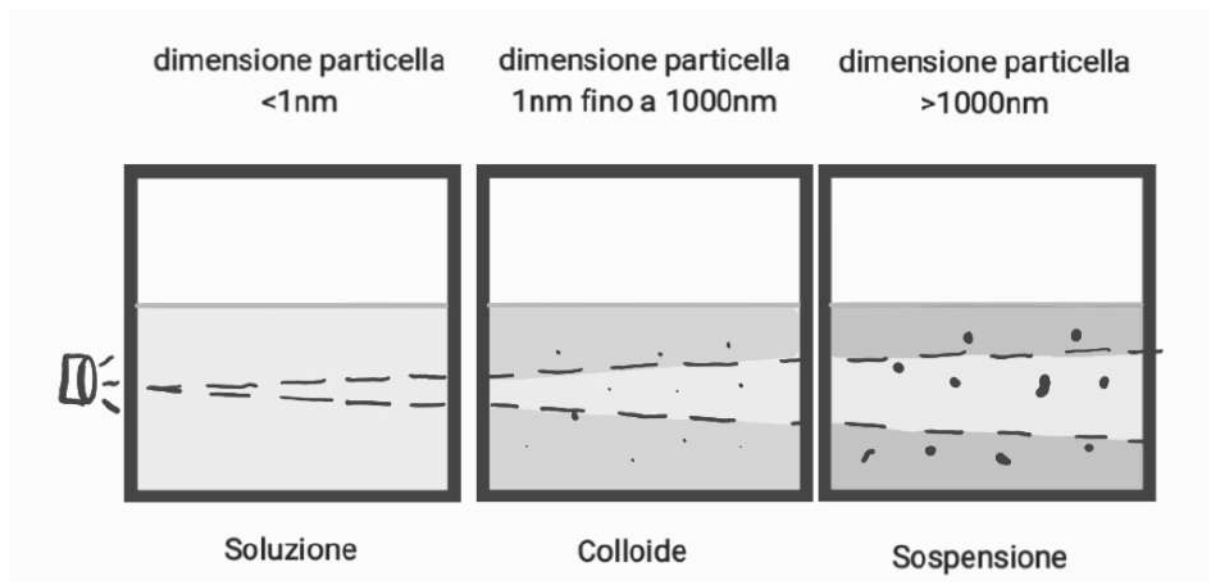 dimensione particella
<1nm
dimensione particella
1nm fino a 1000nm
dimensione particella
>1000nm
Soluzione
Colloide
Sospensione